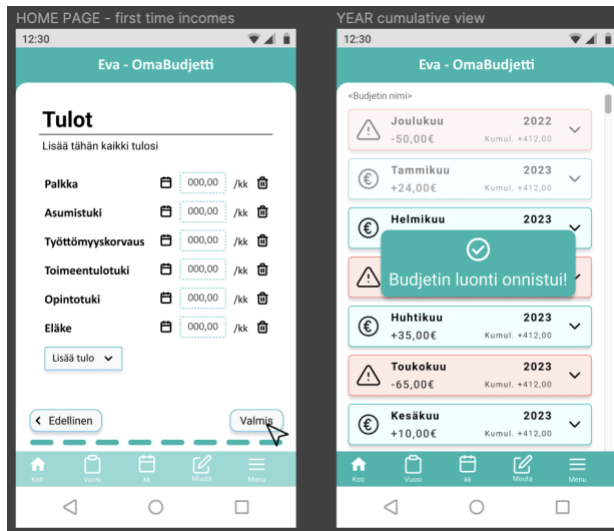 HOME PAGE - first time incomes
12:30
Eva - OmaBudjetti
Tulot
Lisää tähän kaikki tulosi
Palkka 000,00 /kk
Asumistuki 000,00 /kk
Työttömyyskorvaus 000,00 /kk
Toimeentulotuki 000,00 /kk
Opintotuki 000,00 /kk
Eläke 000,00 /kk
Lisää tulo
Edellinen Valmis
Koti Vuosi kk Muuta Menu
YEAR cumulative view
12:30
Eva - OmaBudjetti
<Budjetin nimi>
Joulukuu 2022
-50,00€ Kumul. +412,00
Tammikuu 2023
+24,00€ Kumul. +412,00
Helmikuu 2023
Budjetin luonti onnistui!
Huhtikuu 2023
+35,00€ Kumul. +412,00
Toukokuu 2023
-65,00€ Kumul. +412,00
Kesäkuu 2023
+10,00€ Kumul. +412,00
Koti Vuosi kk Muuta Menu